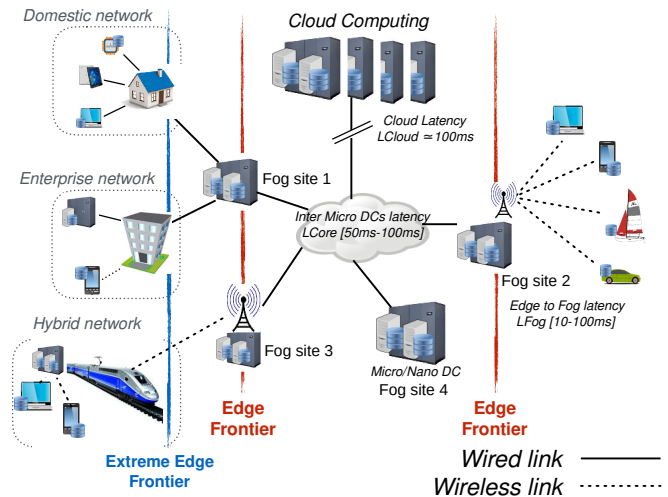 Domestic network
Cloud Computing
Cloud Latency
LCloud ≃100ms
Enterprise network
Fog site 1
Inter Micro DCs latency
LCore [50ms-100ms]
Fog site 2
Edge to Fog latency
LFog [10-100ms]
Hybrid network
Fog site 3
Micro/Nano DC
Fog site 4
Edge
Frontier
Edge
Frontier
Extreme Edge
Frontier
Wired link
Wireless link